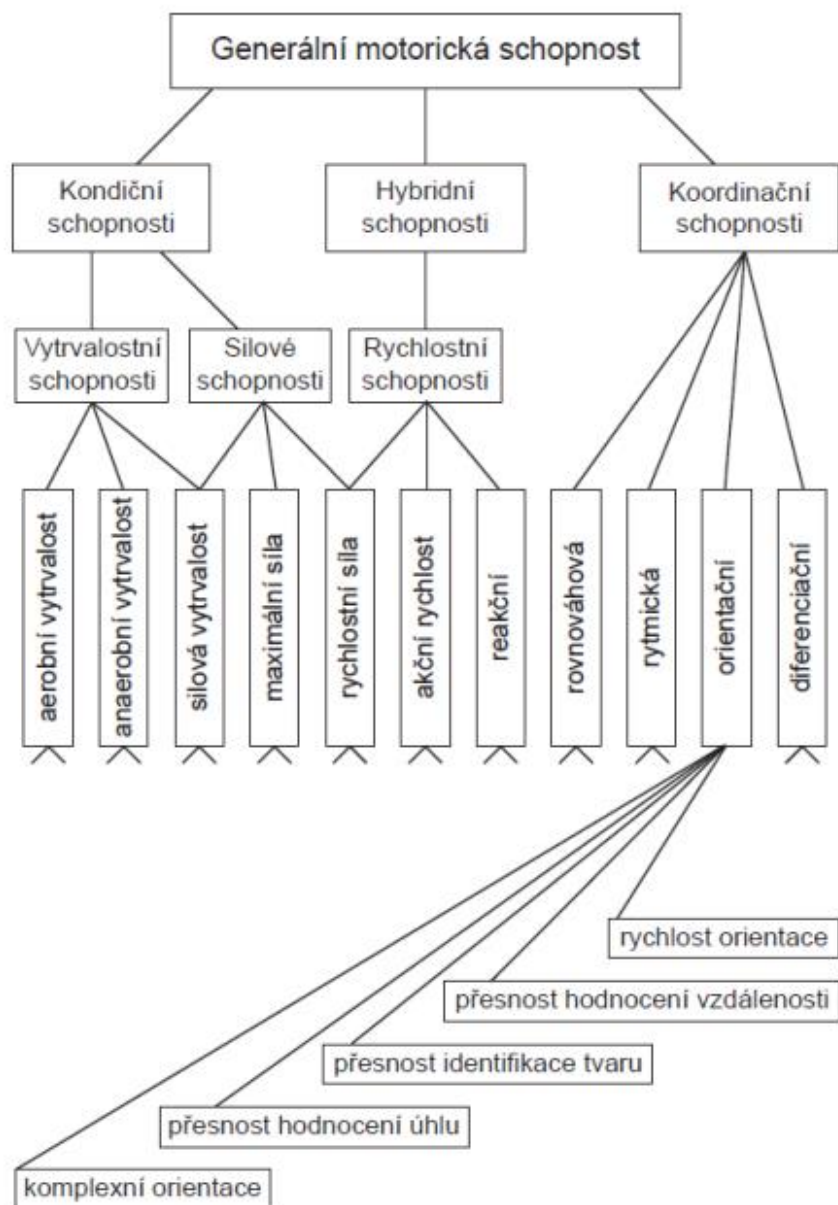 Generální motorická schopnost
Kondiční
schopnosti
Hybridní
schopnosti
Koordinační
schopnosti
Vytrvalostní
schopnosti
Silové
schopnosti
Rychlostní
schopnosti
aerobní vytrvalost
anaerobní vytrvalost
silová vytrvalost
maximální síla
rychlostní síla
akční rychlost
reakční
rovnováhová
rytmická
orientační
diferenciační
rychlost orientace
přesnost hodnocení vzdálenosti
přesnost identifikace tvaru
přesnost hodnocení úhlu
komplexní orientace